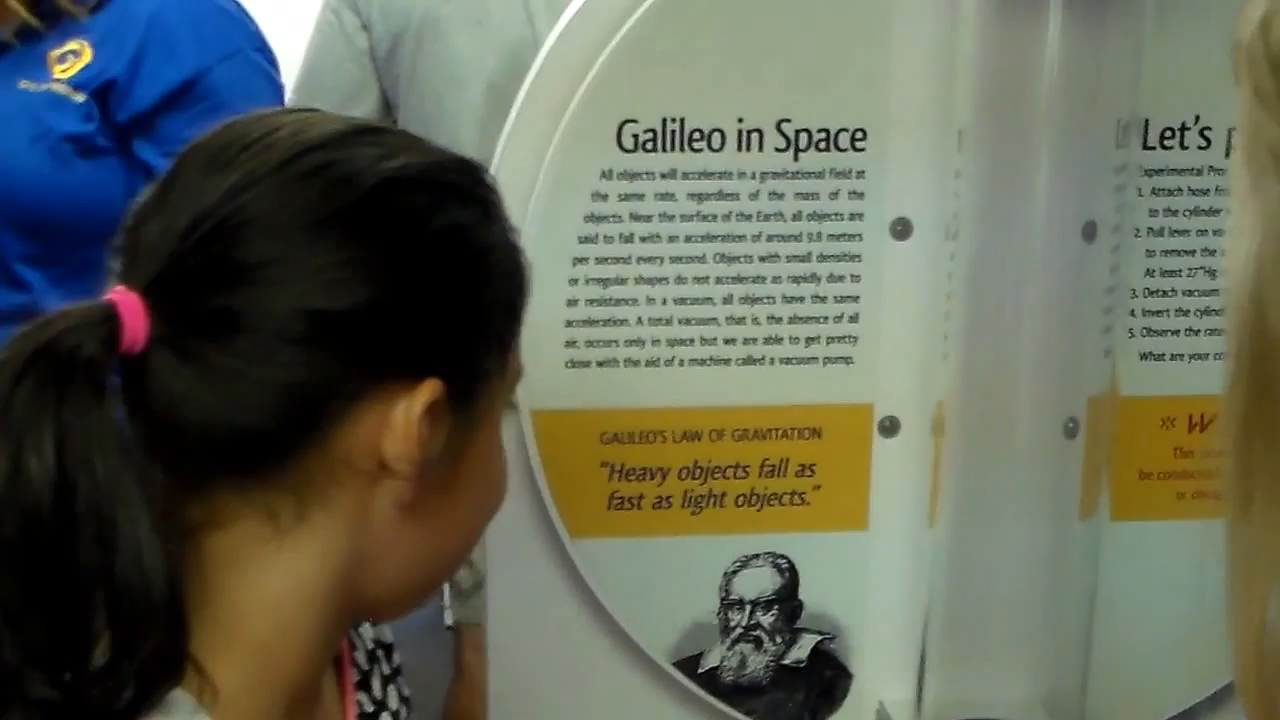 Galileo in Space
All objects will accelerate in a gravitational field at
the same rate, regardless of the mass of the
objects. Near the surface of the Earth, all objects are
said to fall with an acceleration of around 9.8 meters
per second every second. Objects with small densities
or irregular shapes do not accelerate as rapidly due to
air resistance. In a vacuum, all objects have the same
acceleration. A total vacuum, that is, the absence of all
air, occurs only in space but we are able to get pretty
close with the aid of a machine called a vacuum pump.
GALILEO'S LAW OF GRAVITATION
"Heavy objects fall as
fast as light objects."
Let's
Experimental
1. Attach hose
to the cylinder
2. Pull lever on
to remove the
At least 27"Hg
3. Detach vacuum
4. Invert the
5. Observe the
What are your
* W
be
or